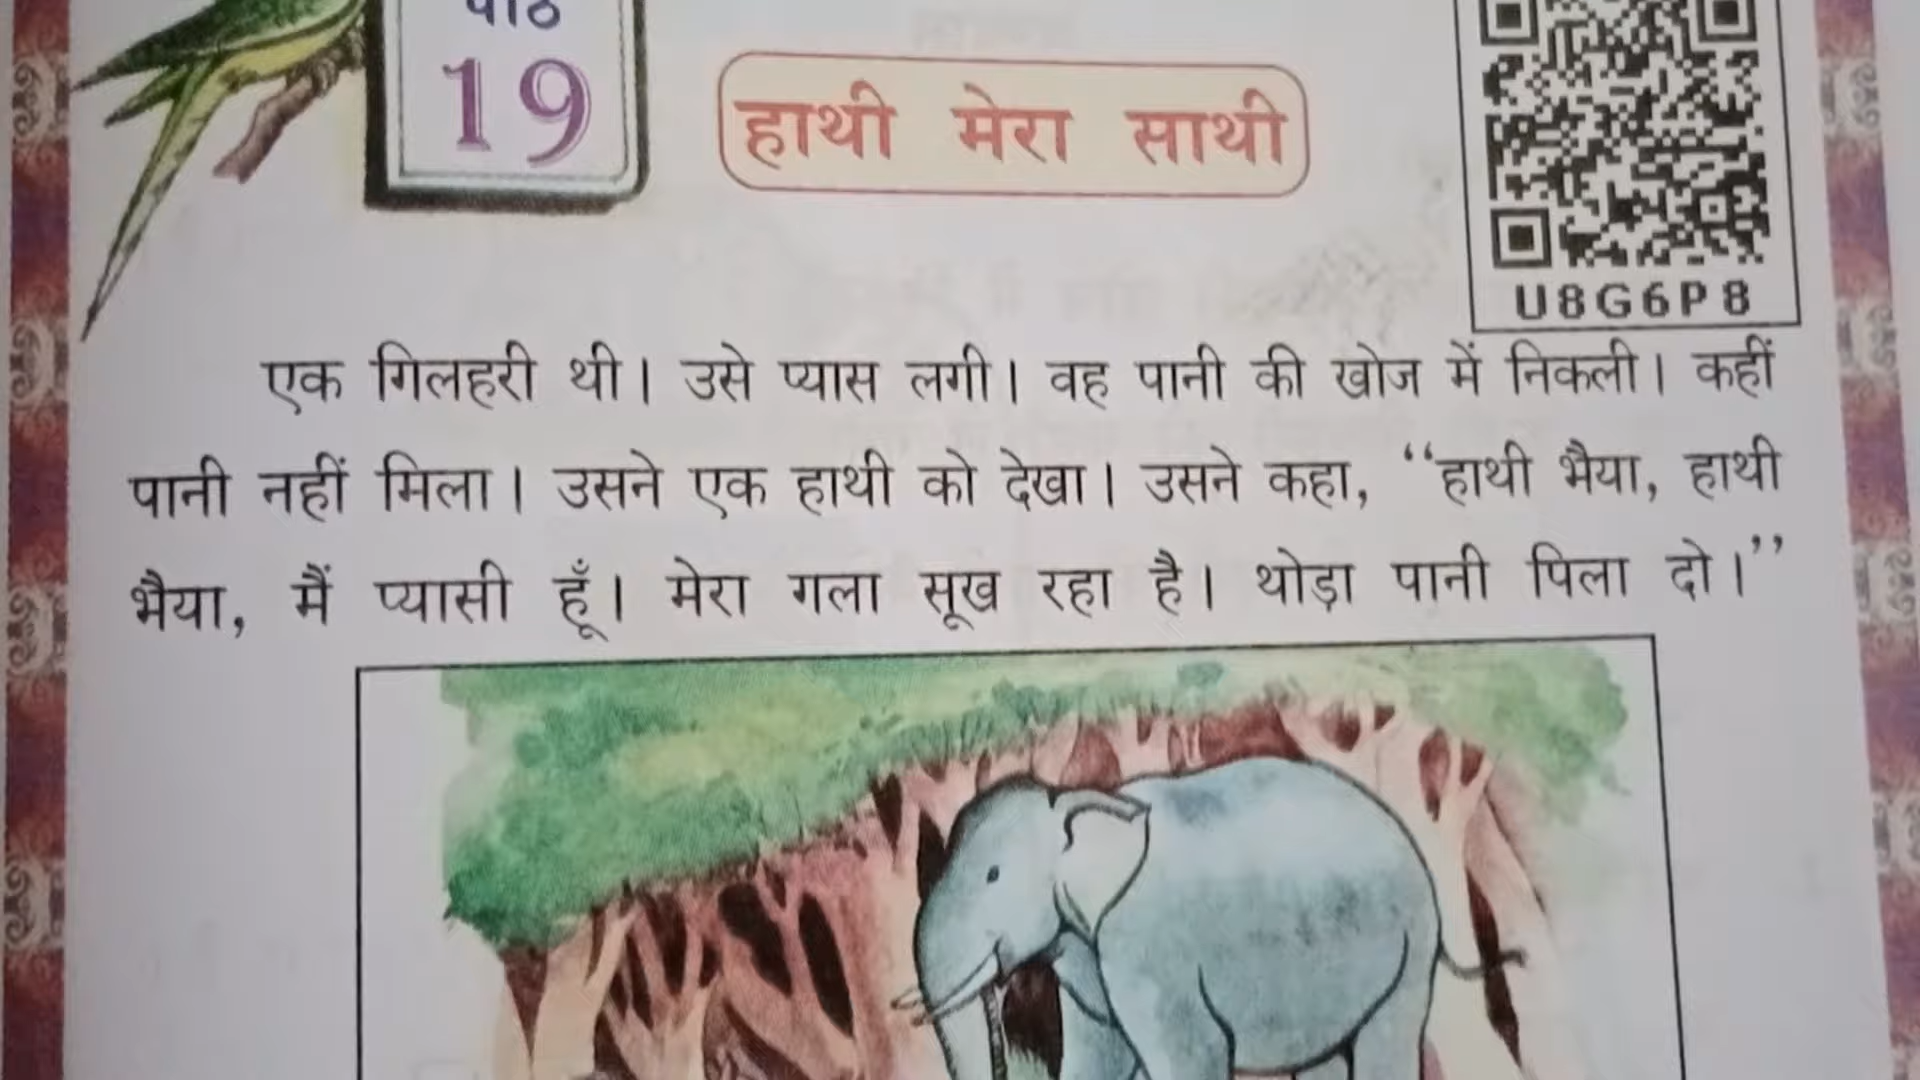 पाठ
19
हाथी मेरा साथी
U8G6P8
एक गिलहरी थी। उसे प्यास लगी। वह पानी की खोज में निकली। कहीं
पानी नहीं मिला। उसने एक हाथी को देखा। उसने कहा, “हाथी भैया, हाथी
भैया, मैं प्यासी हूँ। मेरा गला सूख रहा है। थोड़ा पानी पिला दो।”